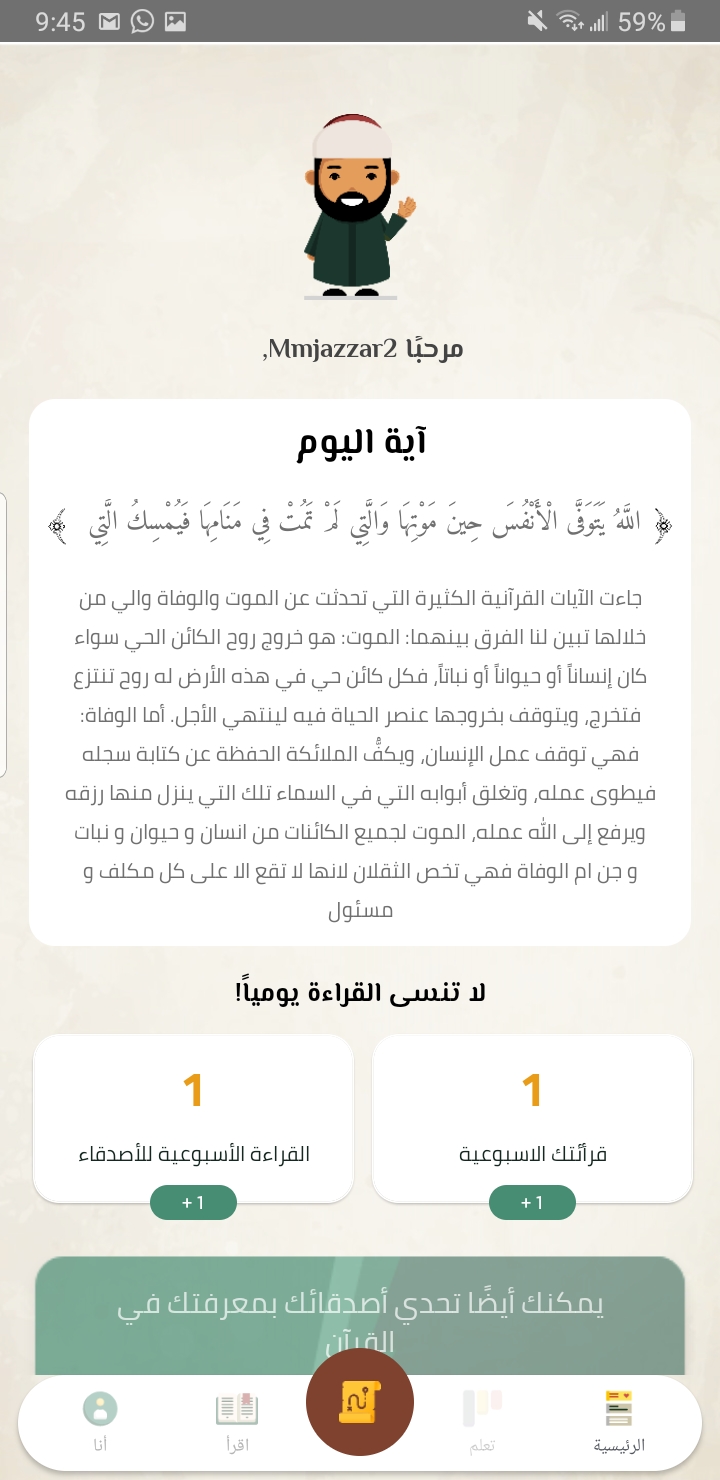 9:45
59%
مرحبًا Mmjazzar2,
آية اليوم
﴿ اللَّهُ يَتَوَفَّى الْأَنْفُسَ حِينَ مَوْتِهَا وَالَّتِي لَمْ تَمُتْ فِي مَنَامِهَا فَيُمْسِكُ الَّتِي ﴾
جاءت الآيات القرآنية الكثيرة التي تحدثت عن الموت والوفاة والي من
خلالها تبين لنا الفرق بينهما: الموت: هو خروج روح الكائن الحي سواء
كان إنساناً أو حيواناً أو نباتاً، فكل كائن حي في هذه الأرض له روح تنتزع
فتخرج، ويتوقف بخروجها عنصر الحياة فيه لينتهي الأجل. أما الوفاة:
فهي توقف عمل الإنسان، ويكفُّ الملائكة الحفظة عن كتابة سجله
فيطوى عمله، وتغلق أبوابه التي في السماء تلك التي ينزل منها رزقه
ويرفع إلى الله عمله، الموت لجميع الكائنات من انسان و حيوان و نبات
و جن ام الوفاة فهي تخص الثقلان لانها لا تقع الا على كل مكلف و
مسئول
لا تنسى القراءة يومياً!
1
قرأئتك الاسبوعية
+1
1
القراءة الأسبوعية للأصدقاء
+1
يمكنك أيضًا تحدي أصدقائك بمعرفتك في
القرآن
الرئيسية
تعلم
اقرأ
أنا